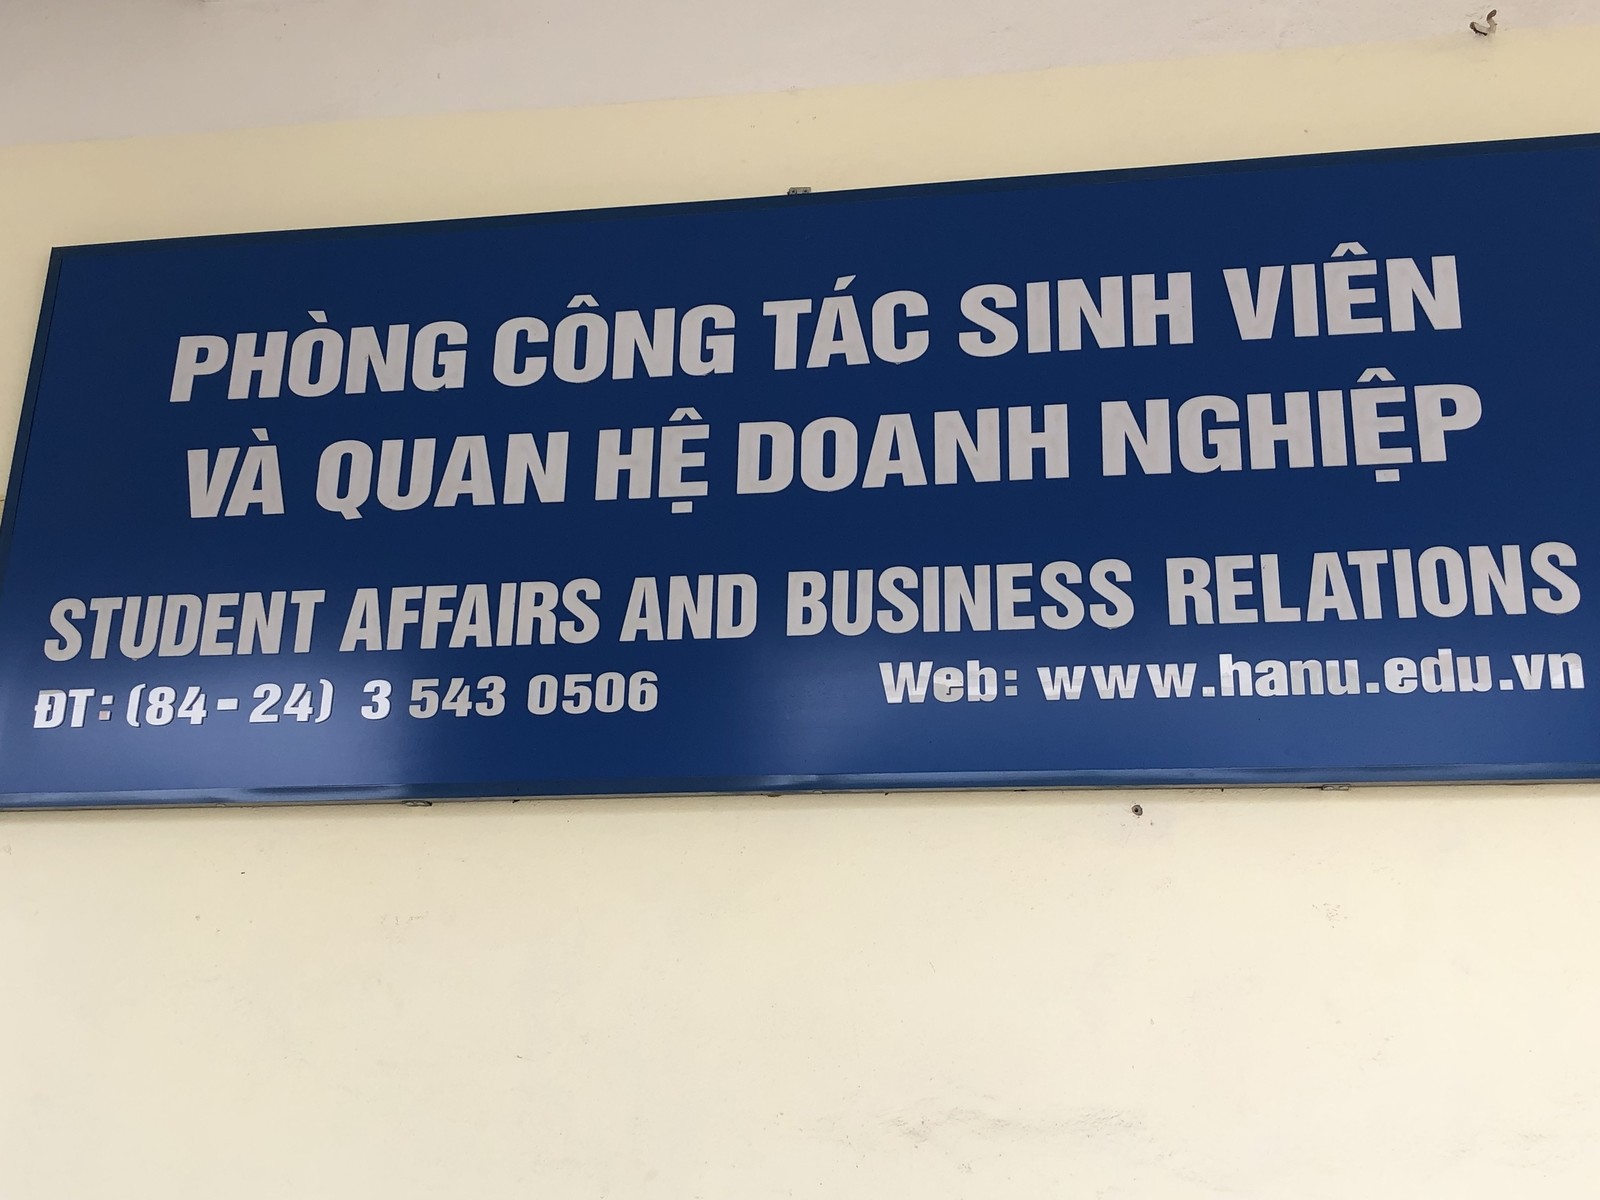 PHÒNG CÔNG TÁC SINH VIÊN
VÀ QUAN HỆ DOANH NGHIỆP
STUDENT AFFAIRS AND BUSINESS RELATIONS
ĐT: (84-24) 3 543 0506 Web: www.hanu.edu.vn